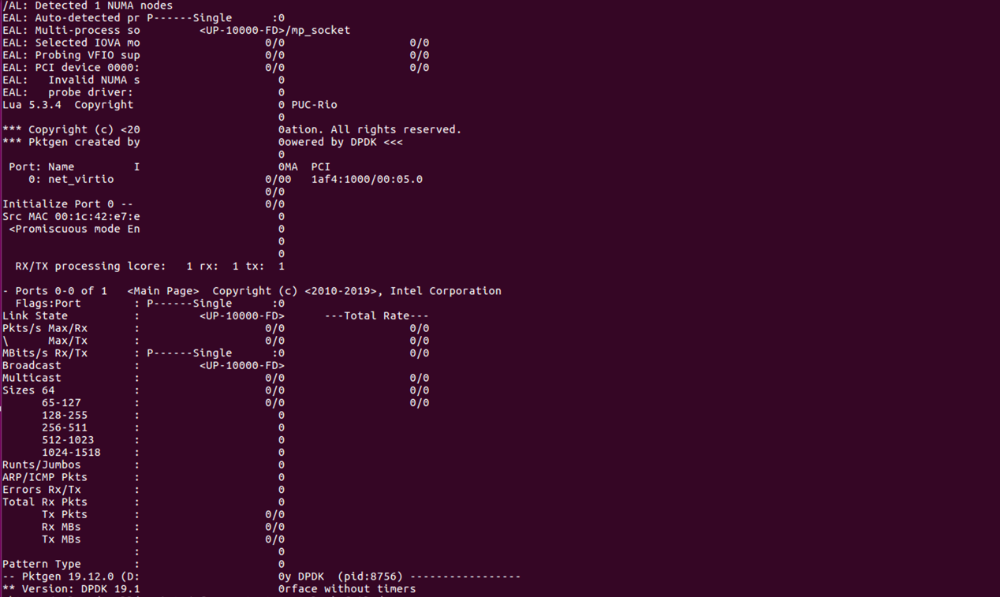 /AL: Detected 1 NUMA nodes
EAL: Auto-detected pr P------Single      :0
EAL: Multi-process so         <UP-10000-FD>/mp_socket
EAL: Selected IOVA mo                   0/0                   0/0
EAL: Probing VFIO sup                   0/0                   0/0
EAL: PCI device 0000:                   0/0                   0/0
EAL:   Invalid NUMA s                     0
EAL:   probe driver:                      0
Lua 5.3.4  Copyright                      0 PUC-Rio
                                          0
*** Copyright (c) <20                     0ation. All rights reserved.
*** Pktgen created by                     0owered by DPDK <<<
                                          0
 Port: Name         I                     0MA  PCI
    0: net_virtio                       0/00   1af4:1000/00:05.0
                                        0/0
Initialize Port 0 --                    0/0
Src MAC 00:1c:42:e7:e                     0
 <Promiscuous mode En                     0
                                          0
                                          0
  RX/TX processing lcore:   1 rx:  1 tx:  1
- Ports 0-0 of 1   <Main Page>  Copyright (c) <2010-2019>, Intel Corporation
  Flags:Port        : P------Single      :0
Link State          :         <UP-10000-FD>      ---Total Rate---
Pkts/s Max/Rx       :                   0/0                   0/0
\      Max/Tx       :                   0/0                   0/0
MBits/s Rx/Tx       : P------Single      :0                   0/0
Broadcast           :         <UP-10000-FD>
Multicast           :                   0/0                   0/0
Sizes 64            :                   0/0                   0/0
      65-127        :                   0/0                   0/0
      128-255       :                     0
      256-511       :                     0
      512-1023      :                     0
      1024-1518     :                     0
Runts/Jumbos        :                     0
ARP/ICMP Pkts       :                     0
Errors Rx/Tx        :                     0
Total Rx Pkts       :                     0
      Tx Pkts       :                   0/0
      Rx MBs        :                   0/0
      Tx MBs        :                   0/0
                    :                     0
Pattern Type        :                     0
-- Pktgen 19.12.0 (D:                     0y DPDK  (pid:8756) -----------------
** Version: DPDK 19.1                     0rface without timers